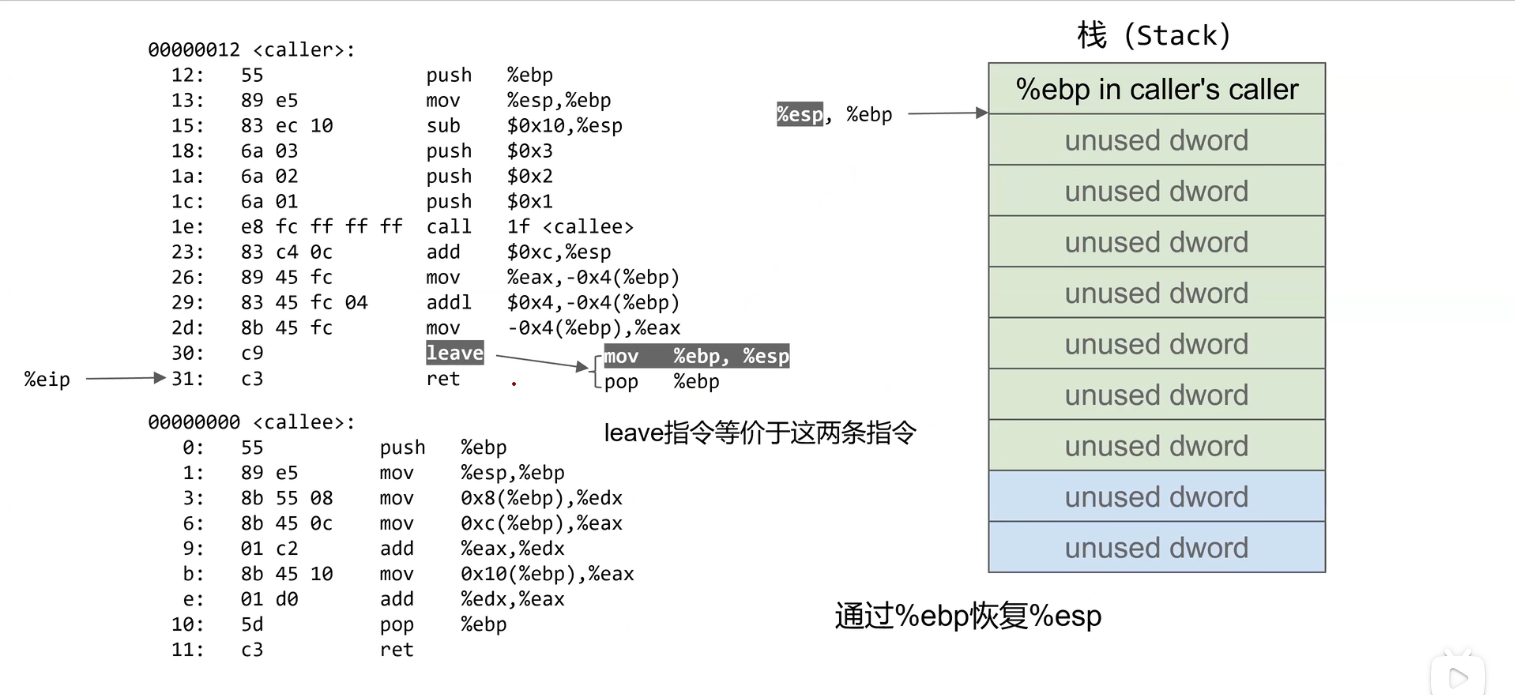 栈（Stack）
00000012 <caller>:
12: 55 push %ebp
13: 89 e5 mov %esp,%ebp
15: 83 ec 10 sub $0x10,%esp
18: 6a 03 push $0x3
1a: 6a 02 push $0x2
1c: 6a 01 push $0x1
1e: e8 fc ff ff ff call 1f <callee>
23: 83 c4 0c add $0xc,%esp
26: 89 45 fc mov %eax,-0x4(%ebp)
29: 83 45 fc 04 addl $0x4,-0x4(%ebp)
2d: 8b 45 fc mov -0x4(%ebp),%eax
30: c9 leave
31: c3 ret
%eip
mov %ebp, %esp
pop %ebp
leave指令等价于这两条指令
00000000 <callee>:
0: 55 push %ebp
1: 89 e5 mov %esp,%ebp
3: 8b 55 08 mov 0x8(%ebp),%edx
6: 8b 45 0c mov 0xc(%ebp),%eax
9: 01 c2 add %eax,%edx
b: 8b 45 10 mov 0x10(%ebp),%eax
e: 01 d0 add %edx,%eax
10: 5d pop %ebp
11: c3 ret
%esp, %ebp
%ebp in caller's caller
unused dword
unused dword
unused dword
unused dword
unused dword
unused dword
unused dword
unused dword
unused dword
通过%ebp恢复%esp